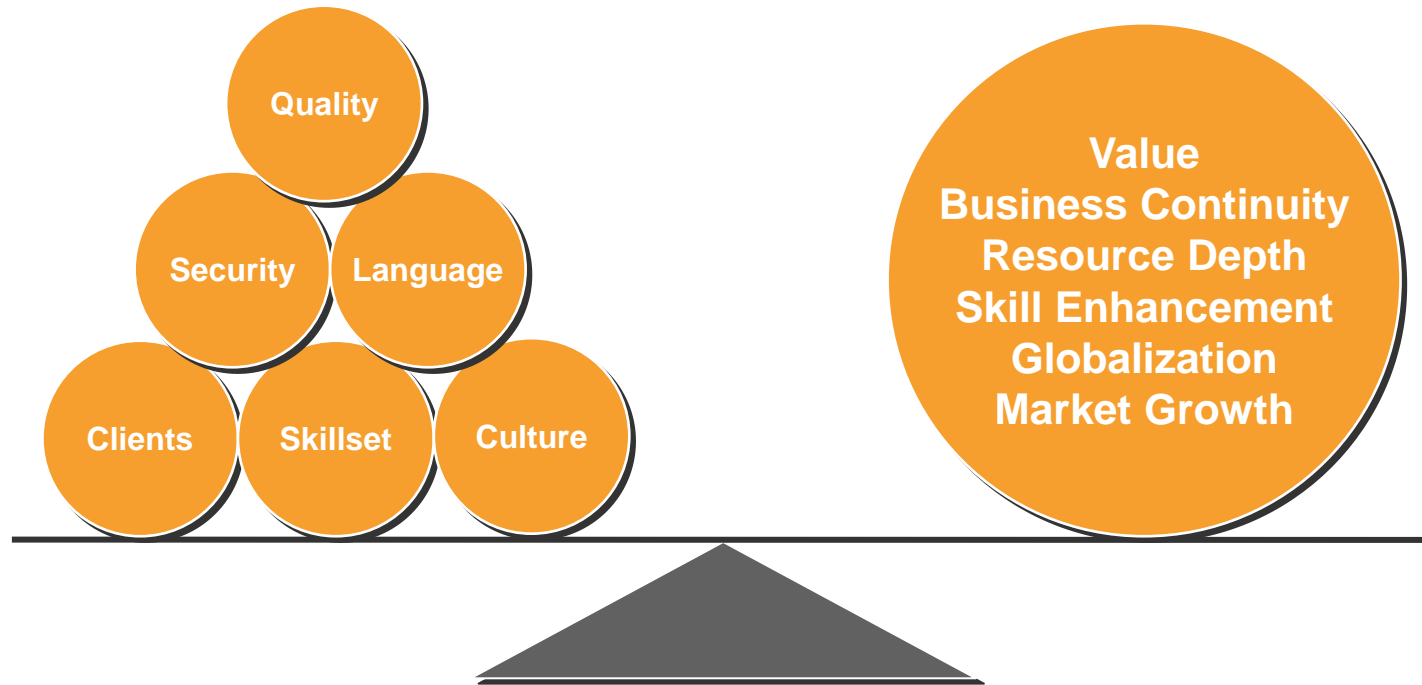 Quality
Security
Language
Clients
Skillset
Culture
Value
Business Continuity
Resource Depth
Skill Enhancement
Globalization
Market Growth